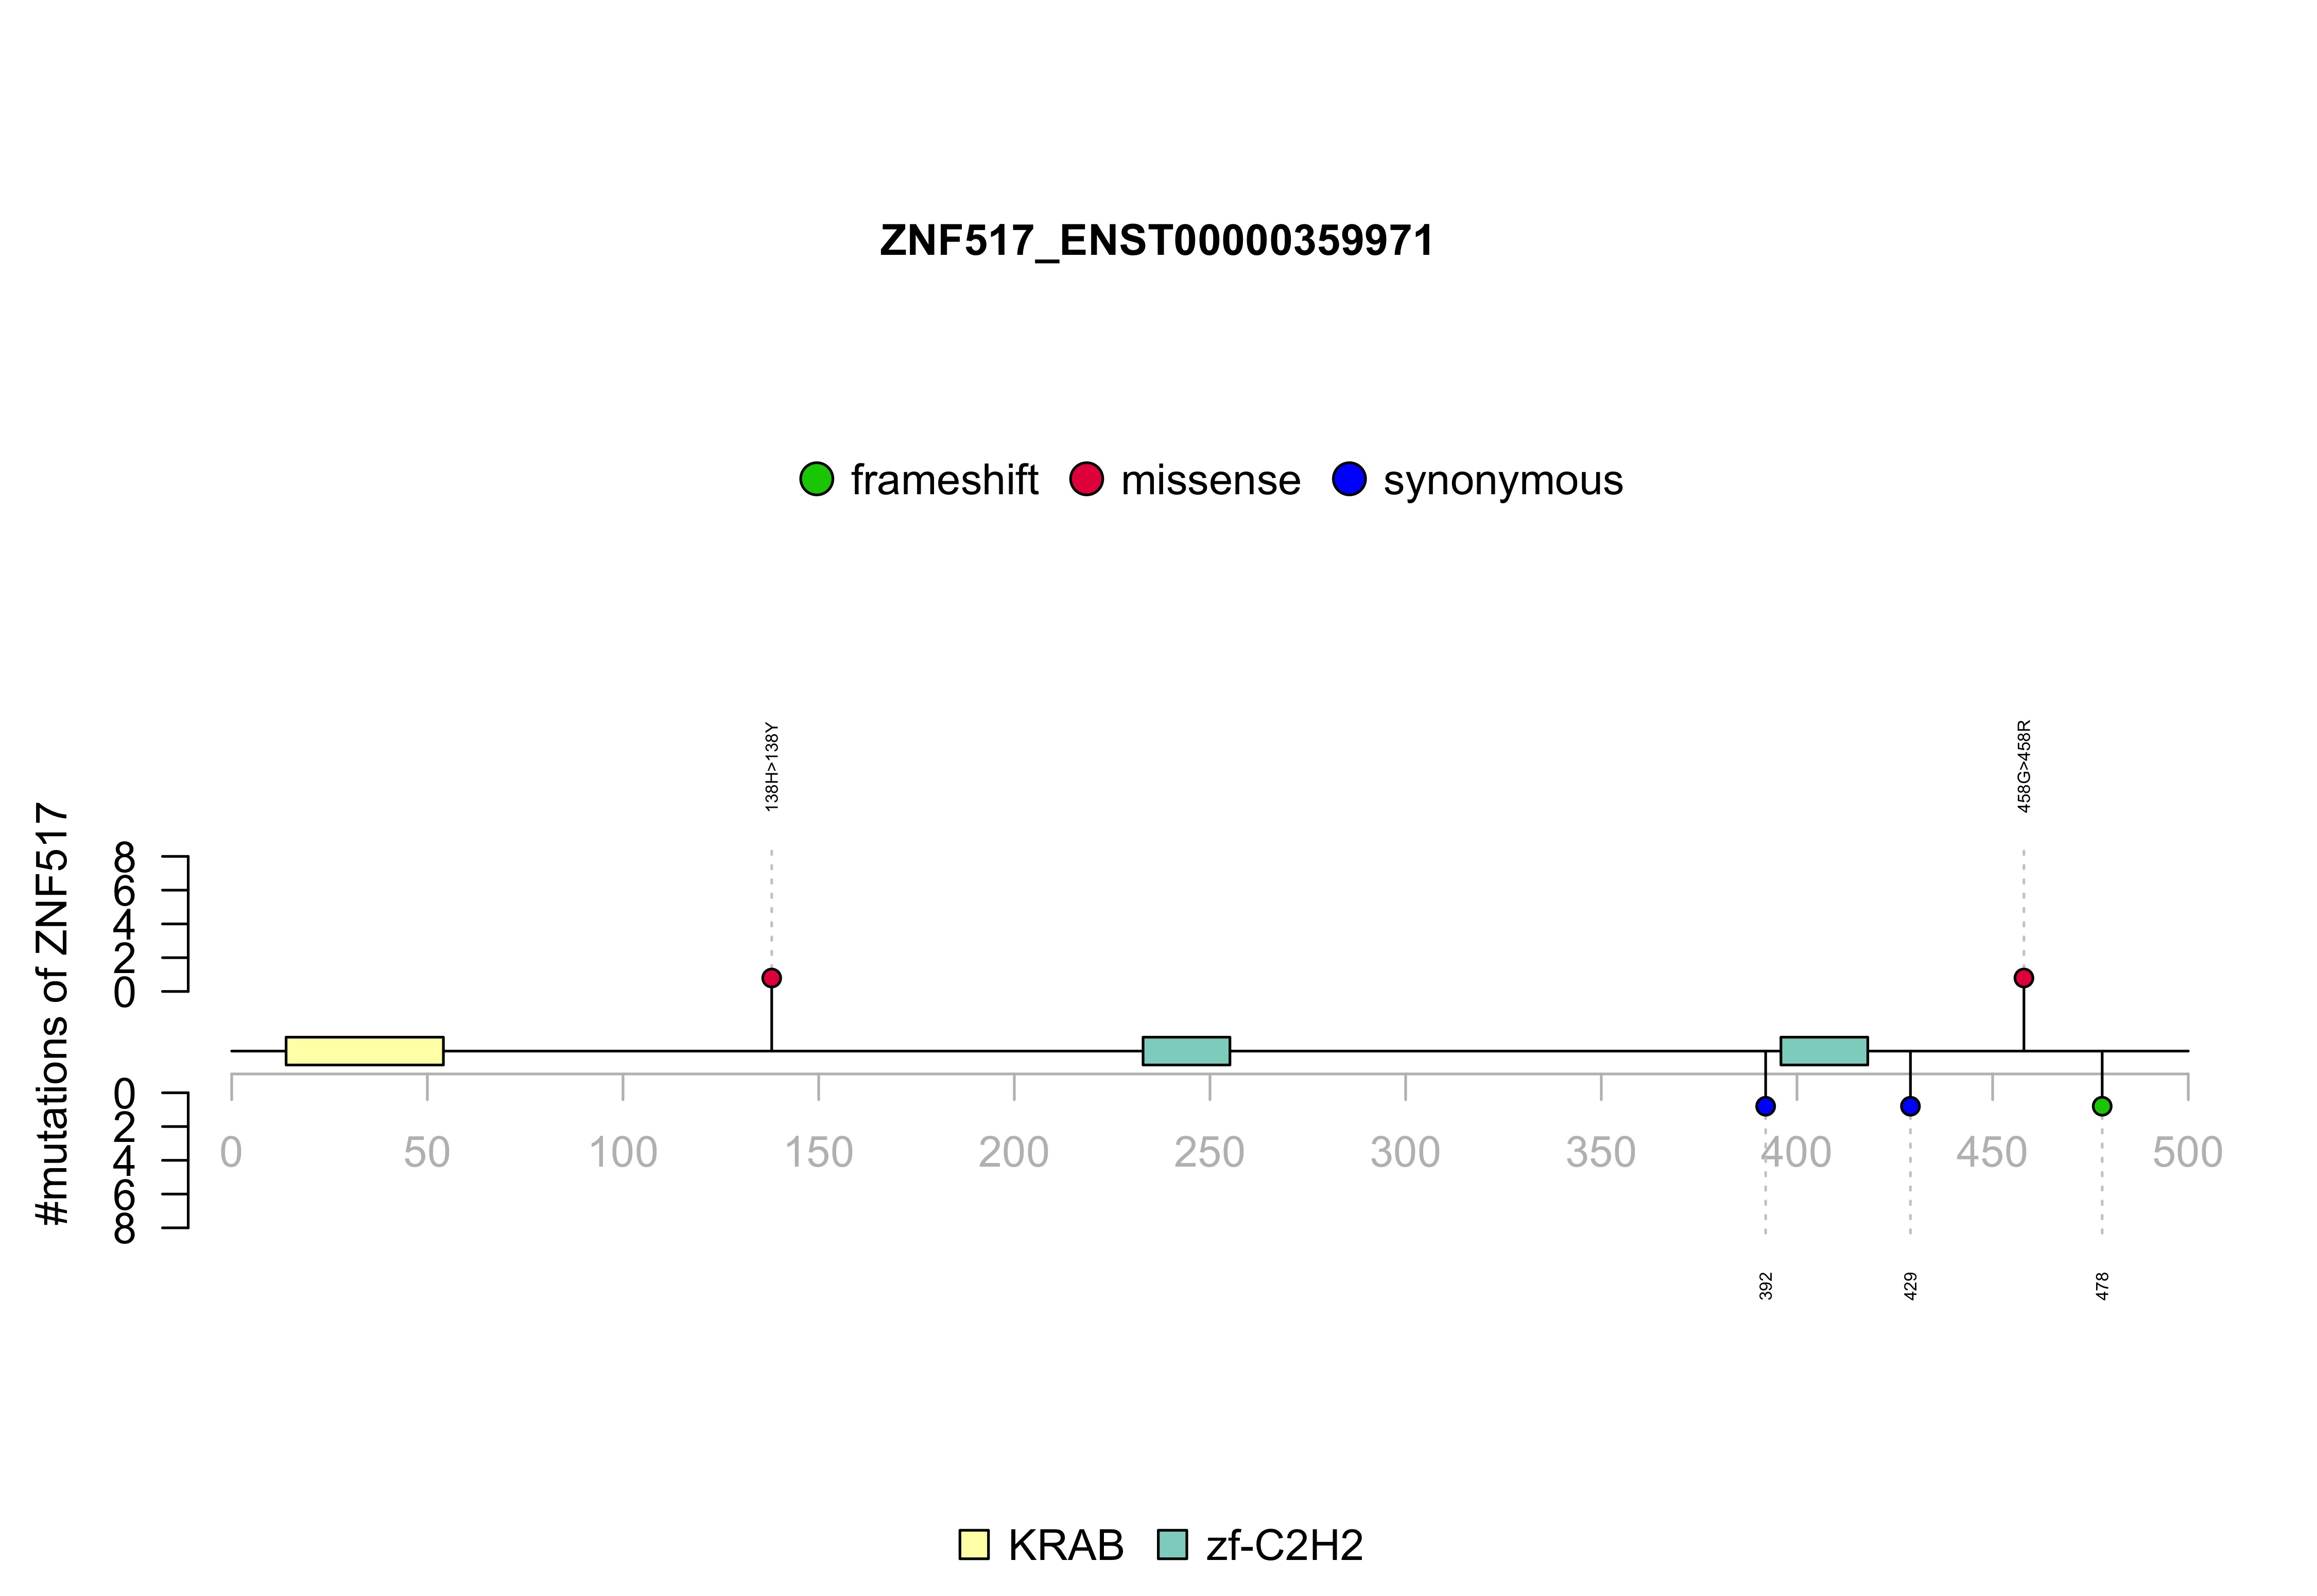 ZNF517_ENST00000359971
frameshift missense synonymous
138H>138Y 458G>458R
#mutations of ZNF517
8
6
4
2
0
0
2
4
6
8
0 50 100 150 200 250 300 350 400 450 500
392 429 478
KRAB zf-C2H2